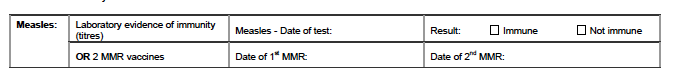 Measles: Laboratory evidence of immunity (titres) Measles - Date of test: Result: ☐ Immune ☐ Not immune
OR 2 MMR vaccines Date of 1st MMR: Date of 2nd MMR: